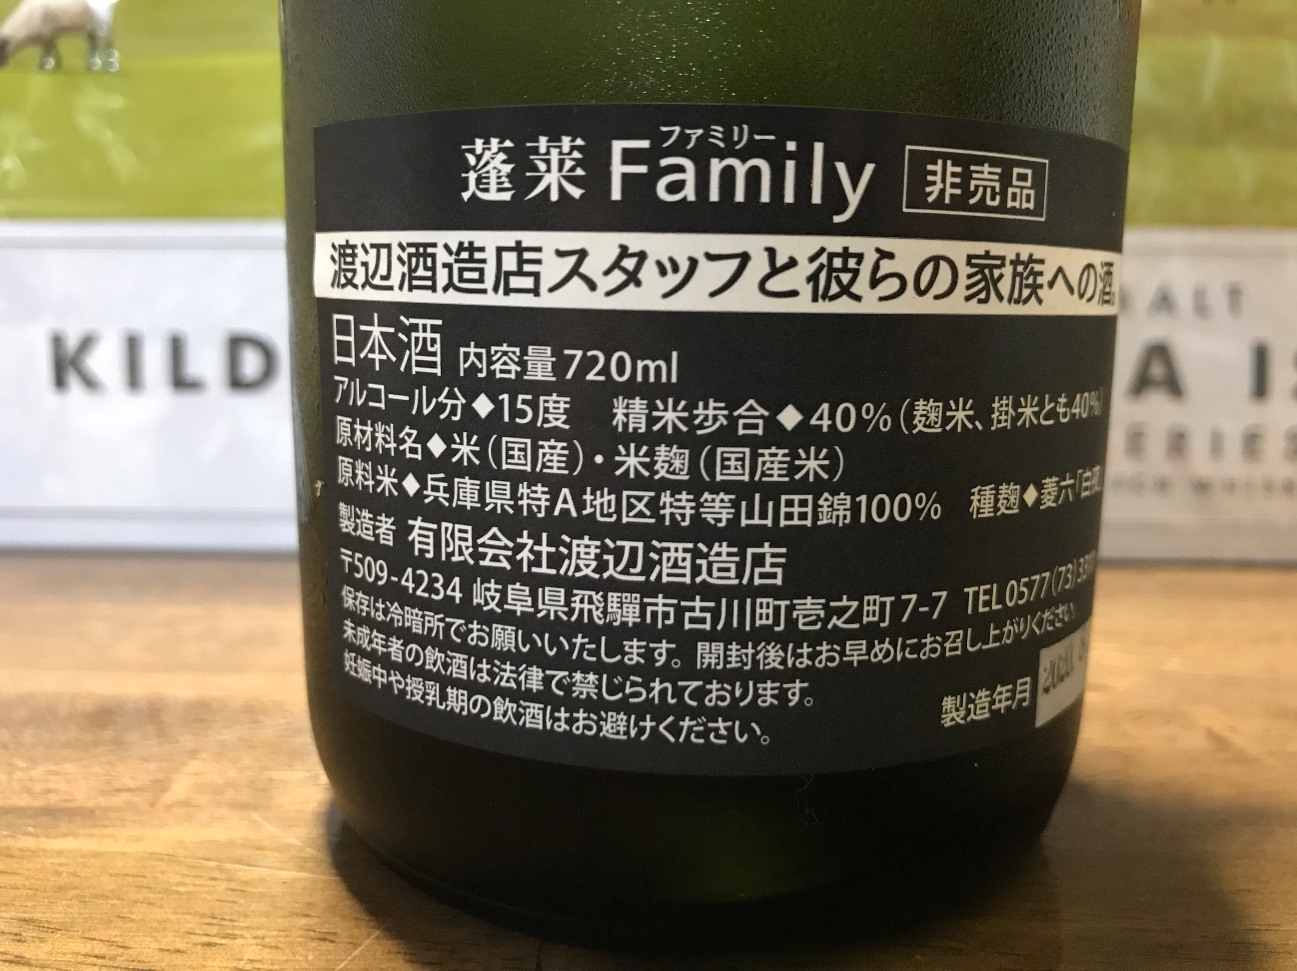 ファミリー
蓬莱 Family 非売品
渡辺酒造店スタッフと彼らの家族への酒。
日本酒 内容量720ml
アルコール分◆15度 精米歩合◆40%（麹米、掛米とも40%）
原材料名◆米（国産）・米麹（国産米）
原料米◆兵庫県特A地区特等山田錦100% 種麹◆菱六「白夜
製造者 有限会社渡辺酒造店
〒509-4234 岐阜県飛驒市古川町壱之町7-7 TEL0577(73)
保存は冷暗所でお願いいたします。開封後はお早めにお召し上がりください。
未成年者の飲酒は法律で禁じられております。
妊娠中や授乳期の飲酒はお避けください。
製造年月
KILD
ALT
A I
ERIES